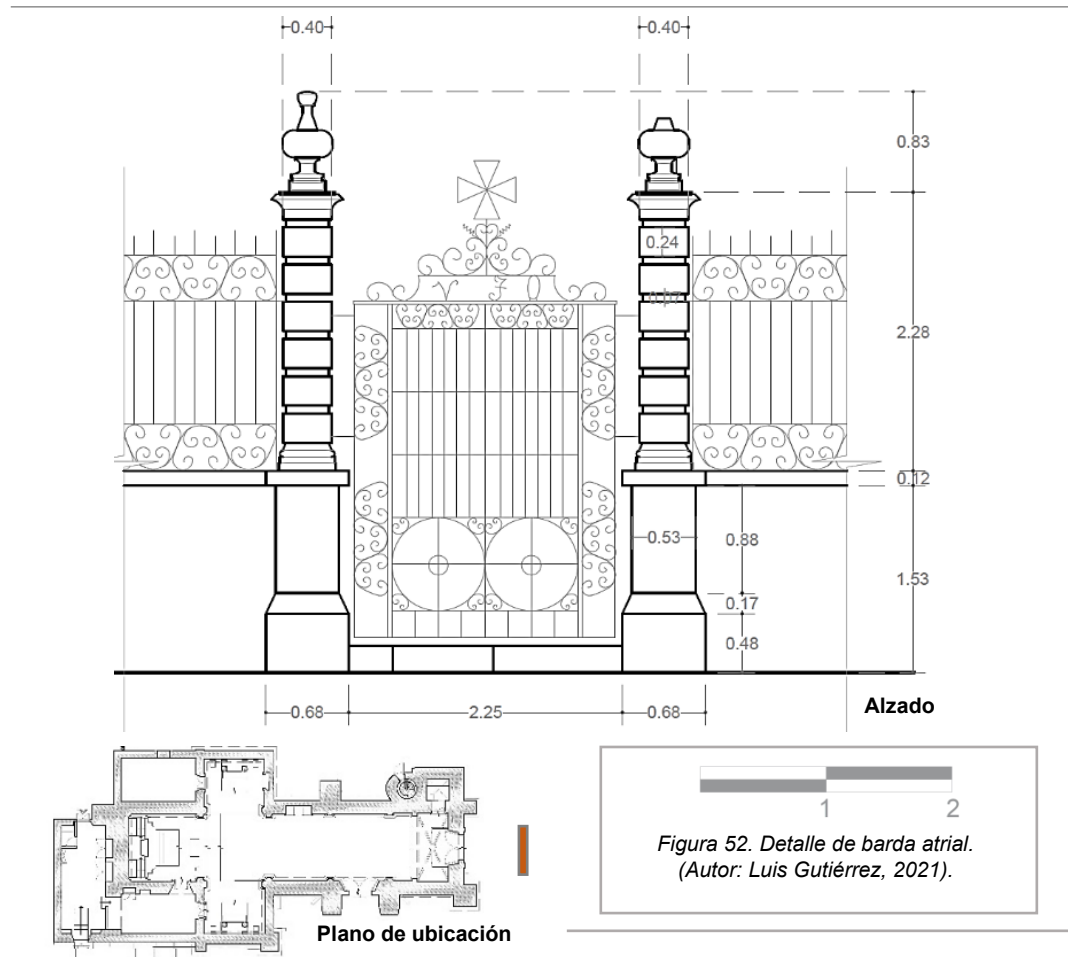 0.40 0.40
0.83
0.24
0.07
2.28
0.12
0.53 0.88
1.53
0.17
0.48
0.68 2.25 0.68
Alzado
Plano de ubicación
1 2
Figura 52. Detalle de barda atrial.
(Autor: Luis Gutiérrez, 2021).